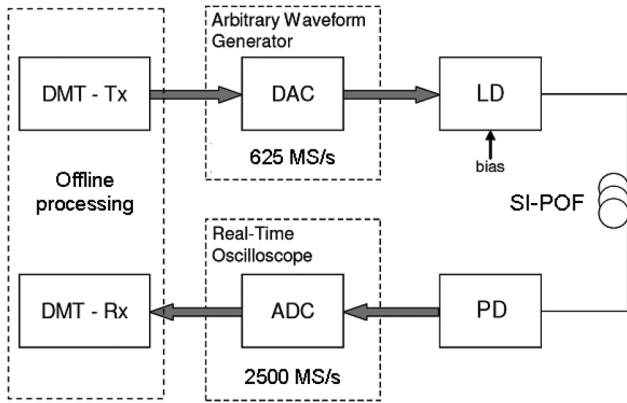 Arbitrary Waveform
Generator
DMT - Tx
DAC
LD
625 MS/s
bias
Offline
processing
SI-POF
Real-Time
Oscilloscope
DMT - Rx
ADC
PD
2500 MS/s